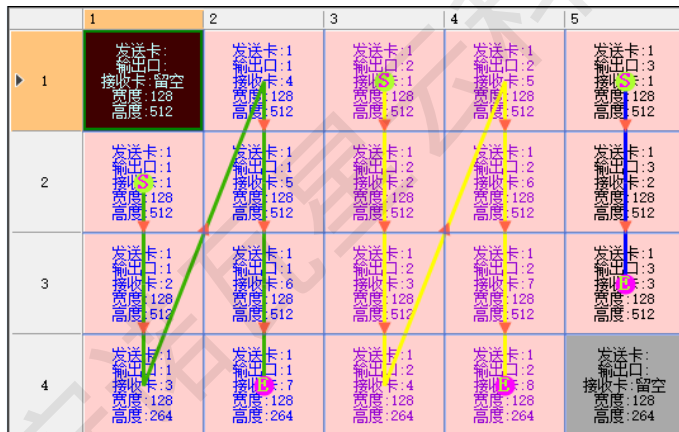 1 2 3 4 5
1
发送卡:
输出口:
接收卡:留空
宽度:128
高度:512
发送卡:1
输出口:1
接收卡:4
宽度:128
高度:512
发送卡:1
输出口:2
接收卡:1
宽度:128
高度:512
发送卡:1
输出口:2
接收卡:5
宽度:128
高度:512
发送卡:1
输出口:3
接收卡:1
宽度:128
高度:512
2
发送卡:1
输出口:1
接收卡:1
宽度:128
高度:512
发送卡:1
输出口:1
接收卡:5
宽度:128
高度:512
发送卡:1
输出口:2
接收卡:2
宽度:128
高度:512
发送卡:1
输出口:2
接收卡:6
宽度:128
高度:512
发送卡:1
输出口:3
接收卡:2
宽度:128
高度:512
3
发送卡:1
输出口:1
接收卡:2
宽度:128
高度:512
发送卡:1
输出口:1
接收卡:6
宽度:128
高度:512
发送卡:1
输出口:2
接收卡:3
宽度:128
高度:512
发送卡:1
输出口:2
接收卡:7
宽度:128
高度:512
发送卡:1
输出口:3
接收卡:3
宽度:128
高度:512
4
发送卡:1
输出口:1
接收卡:3
宽度:128
高度:264
发送卡:1
输出口:1
接收卡:7
宽度:128
高度:264
发送卡:1
输出口:2
接收卡:4
宽度:128
高度:264
发送卡:1
输出口:2
接收卡:8
宽度:128
高度:264
发送卡:
输出口:
接收卡:留空
宽度:128
高度:264
S
S
S
E
E
E